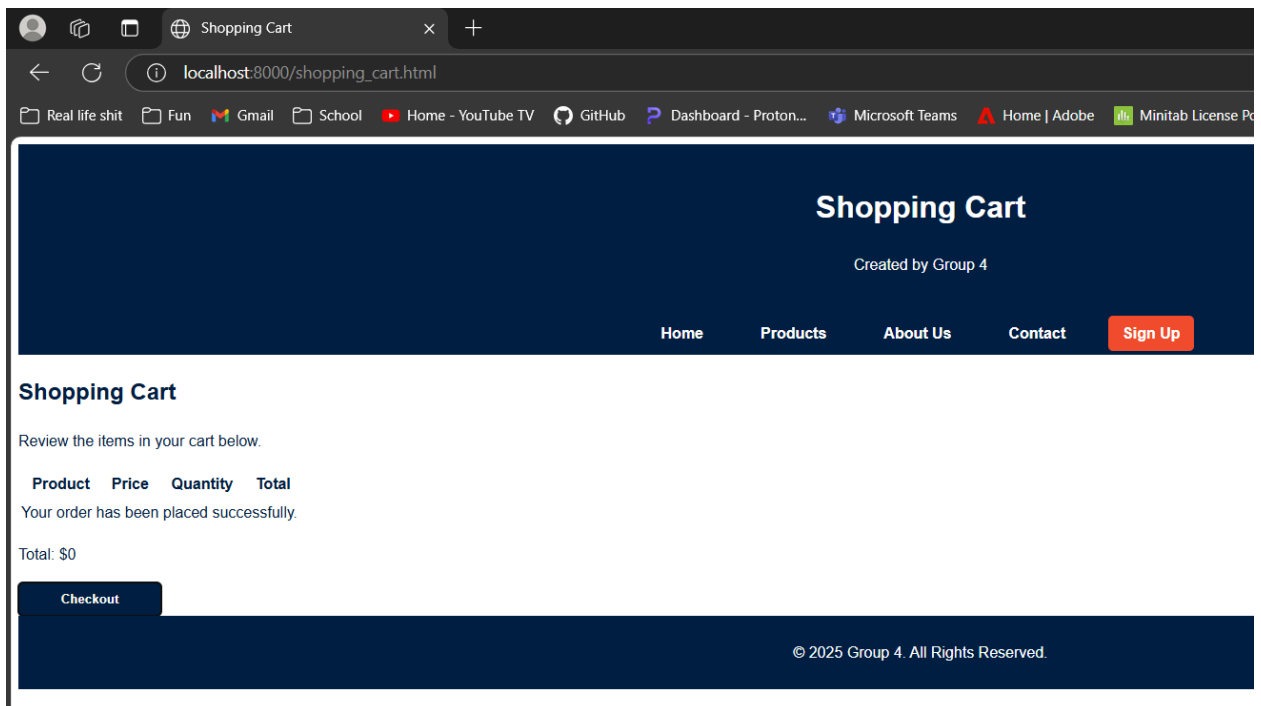 Shopping Cart
localhost:8000/shopping_cart.html
Real life shit Fun Gmail School Home - YouTube TV GitHub Dashboard - Proton... Microsoft Teams Home | Adobe Minitab License Po
Shopping Cart
Created by Group 4
Home Products About Us Contact Sign Up
Shopping Cart
Review the items in your cart below.
Product Price Quantity Total
Your order has been placed successfully.
Total: $0
Checkout
© 2025 Group 4. All Rights Reserved.